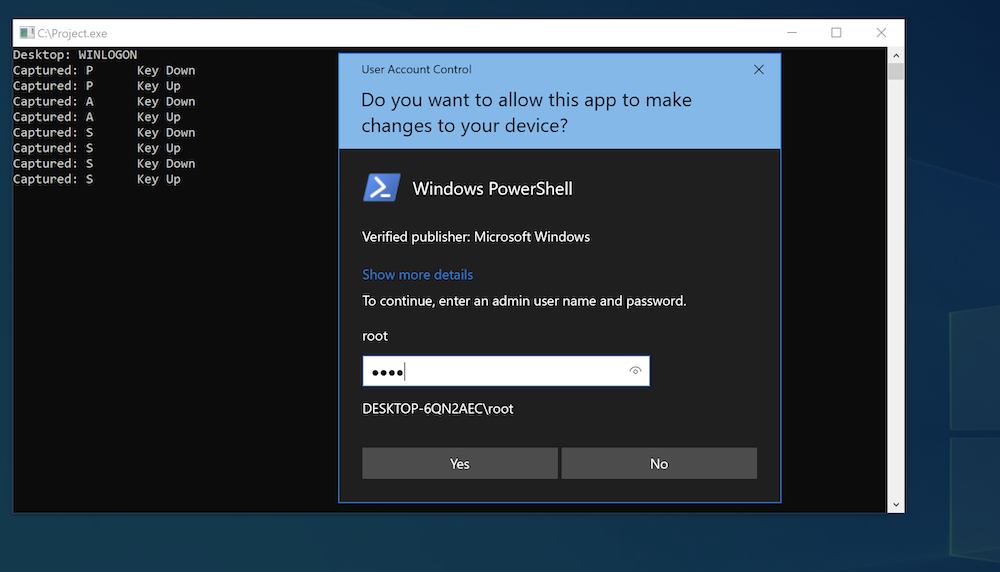 C:\Project.exe
Desktop: WINLOGON
Captured: P Key Down
Captured: P Key Up
Captured: A Key Down
Captured: A Key Up
Captured: S Key Down
Captured: S Key Up
Captured: S Key Down
Captured: S Key Up
User Account Control
Do you want to allow this app to make
changes to your device?
Windows PowerShell
Verified publisher: Microsoft Windows
Show more details
To continue, enter an admin user name and password.
root
••••
DESKTOP-6QN2AEC\root
Yes No